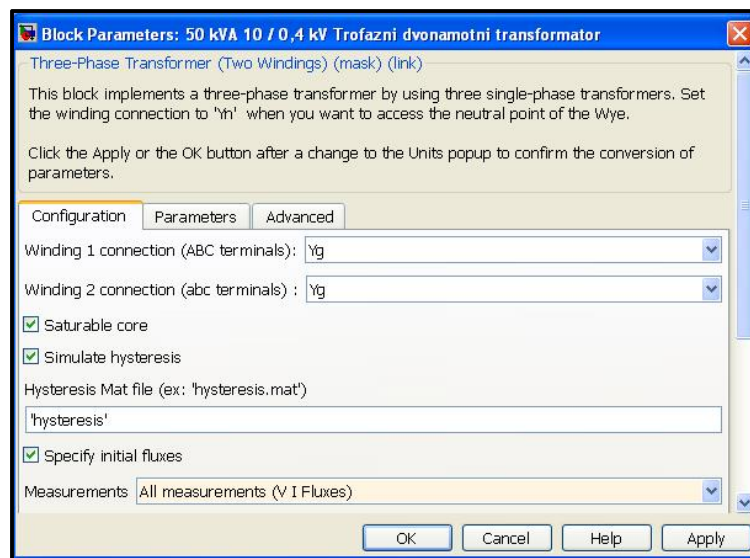 Block Parameters: 50 kVA 10 / 0,4 kV Trofazni dvonamotni transformator
Three-Phase Transformer (Two Windings) (mask) (link)
This block implements a three-phase transformer by using three single-phase transformers. Set
the winding connection to 'Yn' when you want to access the neutral point of the Wye.
Click the Apply or the OK button after a change to the Units popup to confirm the conversion of
parameters.
Configuration Parameters Advanced
Winding 1 connection (ABC terminals): Yg
Winding 2 connection (abc terminals) : Yg
Saturable core
Simulate hysteresis
Hysteresis Mat file (ex: 'hysteresis.mat')
'hysteresis'
Specify initial fluxes
Measurements All measurements (V I Fluxes)
OK Cancel Help Apply